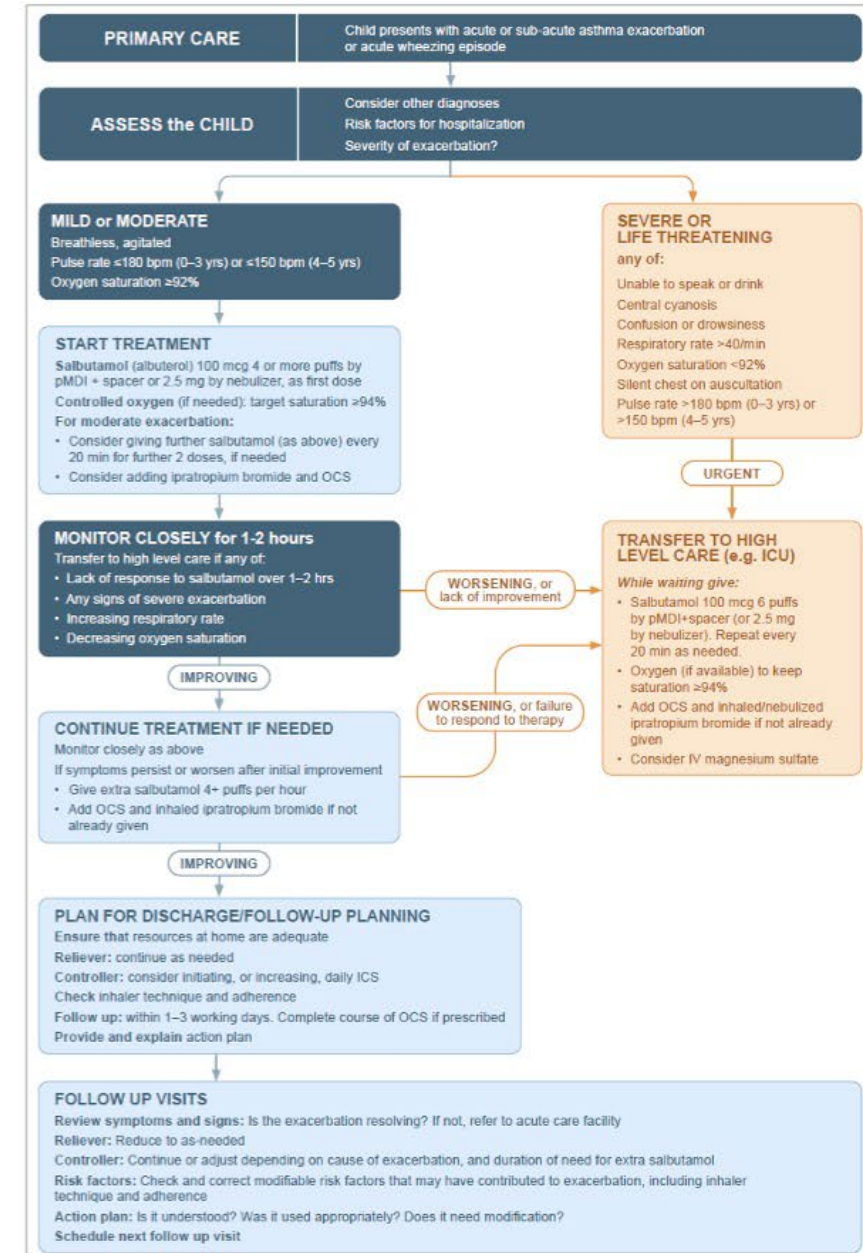 PRIMARY CARE
Child presents with acute or sub-acute asthma exacerbation
or acute wheezing episode
ASSESS the CHILD
Consider other diagnoses
Risk factors for hospitalization
Severity of exacerbation?
MILD or MODERATE
Breathless, agitated
Pulse rate ≤180 bpm (0–3 yrs) or ≤150 bpm (4–5 yrs)
Oxygen saturation ≥92%
SEVERE OR
LIFE THREATENING
any of:
Unable to speak or drink
Central cyanosis
Confusion or drowsiness
Respiratory rate >40/min
Oxygen saturation <92%
Silent chest on auscultation
Pulse rate >180 bpm (0–3 yrs) or
>150 bpm (4–5 yrs)
START TREATMENT
Salbutamol (albuterol) 100 mcg 4 or more puffs by
pMDI + spacer or 2.5 mg by nebulizer, as first dose
Controlled oxygen (if needed): target saturation ≥94%
For moderate exacerbation:
• Consider giving further salbutamol (as above) every
20 min for further 2 doses, if needed
• Consider adding ipratropium bromide and OCS
URGENT
MONITOR CLOSELY for 1-2 hours
Transfer to high level care if any of:
• Lack of response to salbutamol over 1–2 hrs
• Any signs of severe exacerbation
• Increasing respiratory rate
• Decreasing oxygen saturation
WORSENING, or
lack of improvement
TRANSFER TO HIGH
LEVEL CARE (e.g. ICU)
While waiting give:
• Salbutamol 100 mcg 6 puffs
by pMDI+spacer (or 2.5 mg
by nebulizer). Repeat every
20 min as needed.
• Oxygen (if available) to keep
saturation ≥94%
• Add OCS and inhaled/nebulized
ipratropium bromide if not already
given
• Consider IV magnesium sulfate
IMPROVING
WORSENING, or failure
to respond to therapy
CONTINUE TREATMENT IF NEEDED
Monitor closely as above
If symptoms persist or worsen after initial improvement
• Give extra salbutamol 4+ puffs per hour
• Add OCS and inhaled ipratropium bromide if not
already given
IMPROVING
PLAN FOR DISCHARGE/FOLLOW-UP PLANNING
Ensure that resources at home are adequate
Reliever: continue as needed
Controller: consider initiating, or increasing, daily ICS
Check inhaler technique and adherence
Follow up: within 1–3 working days. Complete course of OCS if prescribed
Provide and explain action plan
FOLLOW UP VISITS
Review symptoms and signs: Is the exacerbation resolving? If not, refer to acute care facility
Reliever: Reduce to as-needed
Controller: Continue or adjust depending on cause of exacerbation, and duration of need for extra salbutamol
Risk factors: Check and correct modifiable risk factors that may have contributed to exacerbation, including inhaler
technique and adherence
Action plan: Is it understood? Was it used appropriately? Does it need modification?
Schedule next follow up visit